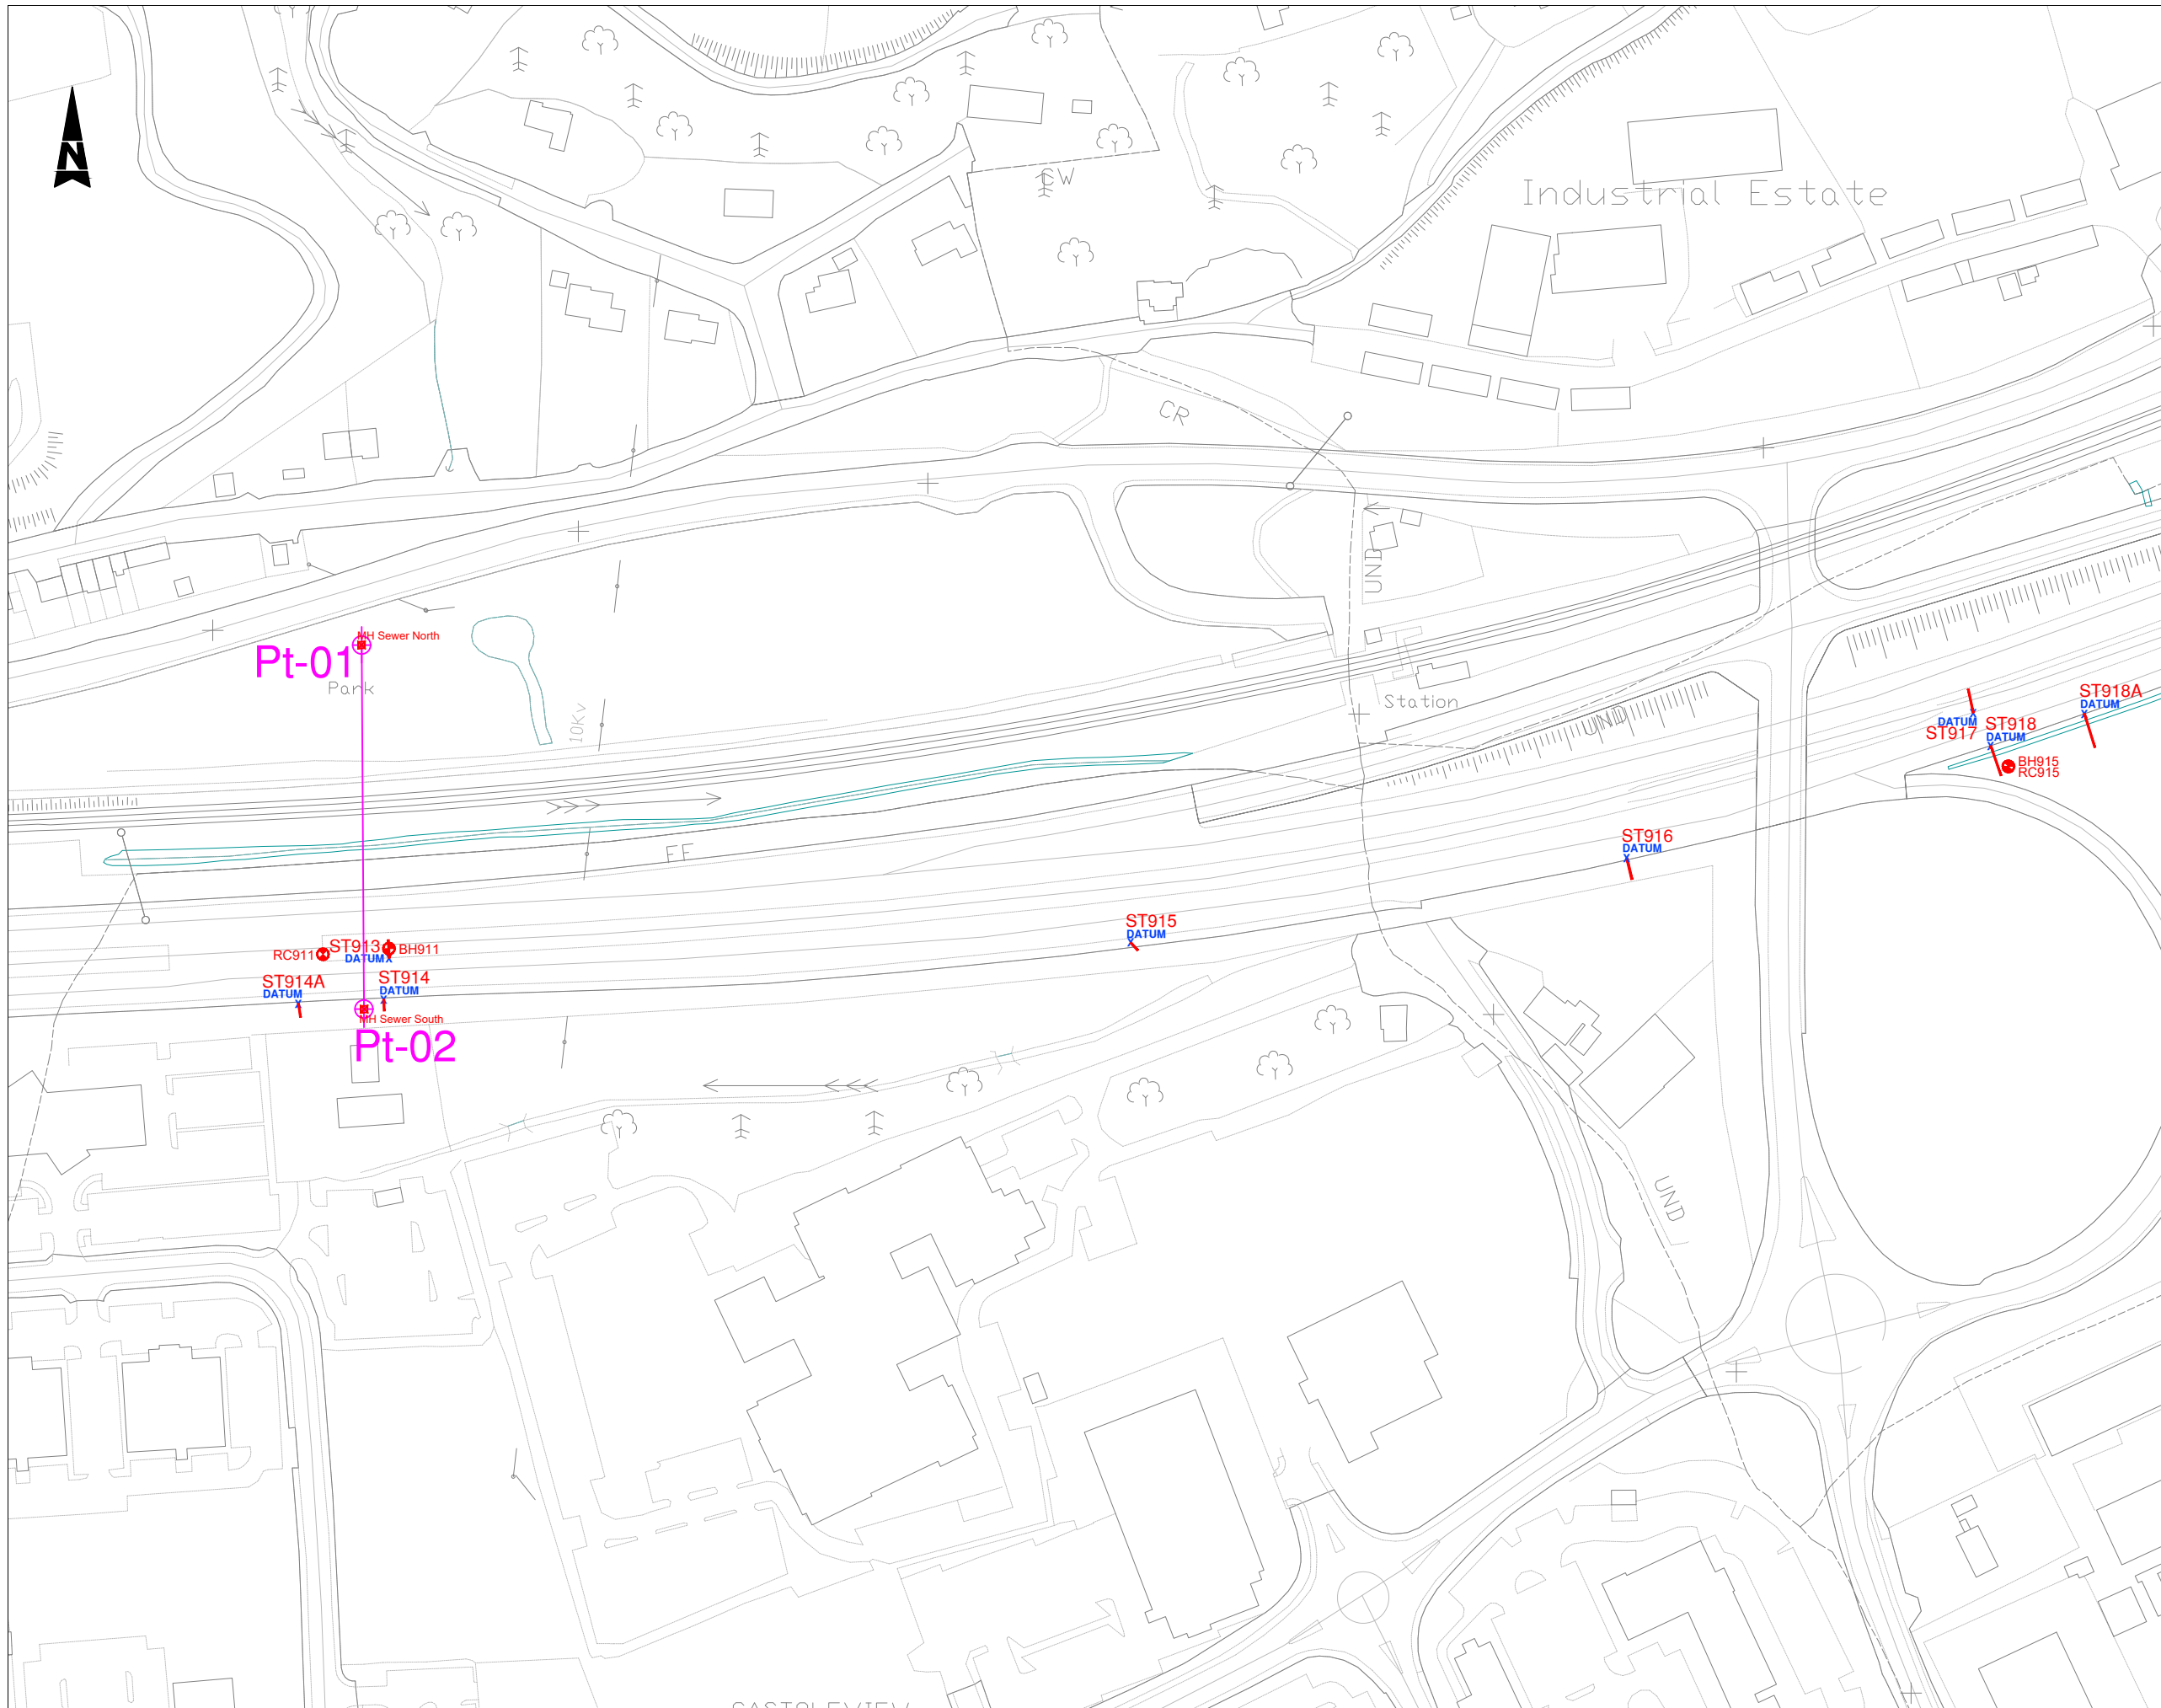 N
CW
Industrial Estate
CR
UND
MH Sewer North
Pt-01
Park
10Kv
Station
UND
ST918A
DATUM
X
DATUM
X
ST917
ST918
DATUM
X
BH915
RC915
ST916
DATUM
X
FF
ST915
DATUM
X
RC911
ST913
DATUM
X
BH911
ST914A
DATUM
X
ST914
DATUM
X
MH Sewer South
Pt-02
UND